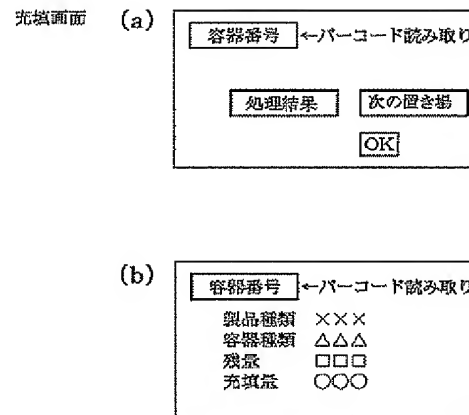 充填画面
(a)
容器番号 ←バーコード読み取り
処理結果 次の置き場
OK
(b)
容器番号 ←バーコード読み取り
製品種類 ×××
容器種類 △△△
残量 □□□
充填量 ○○○